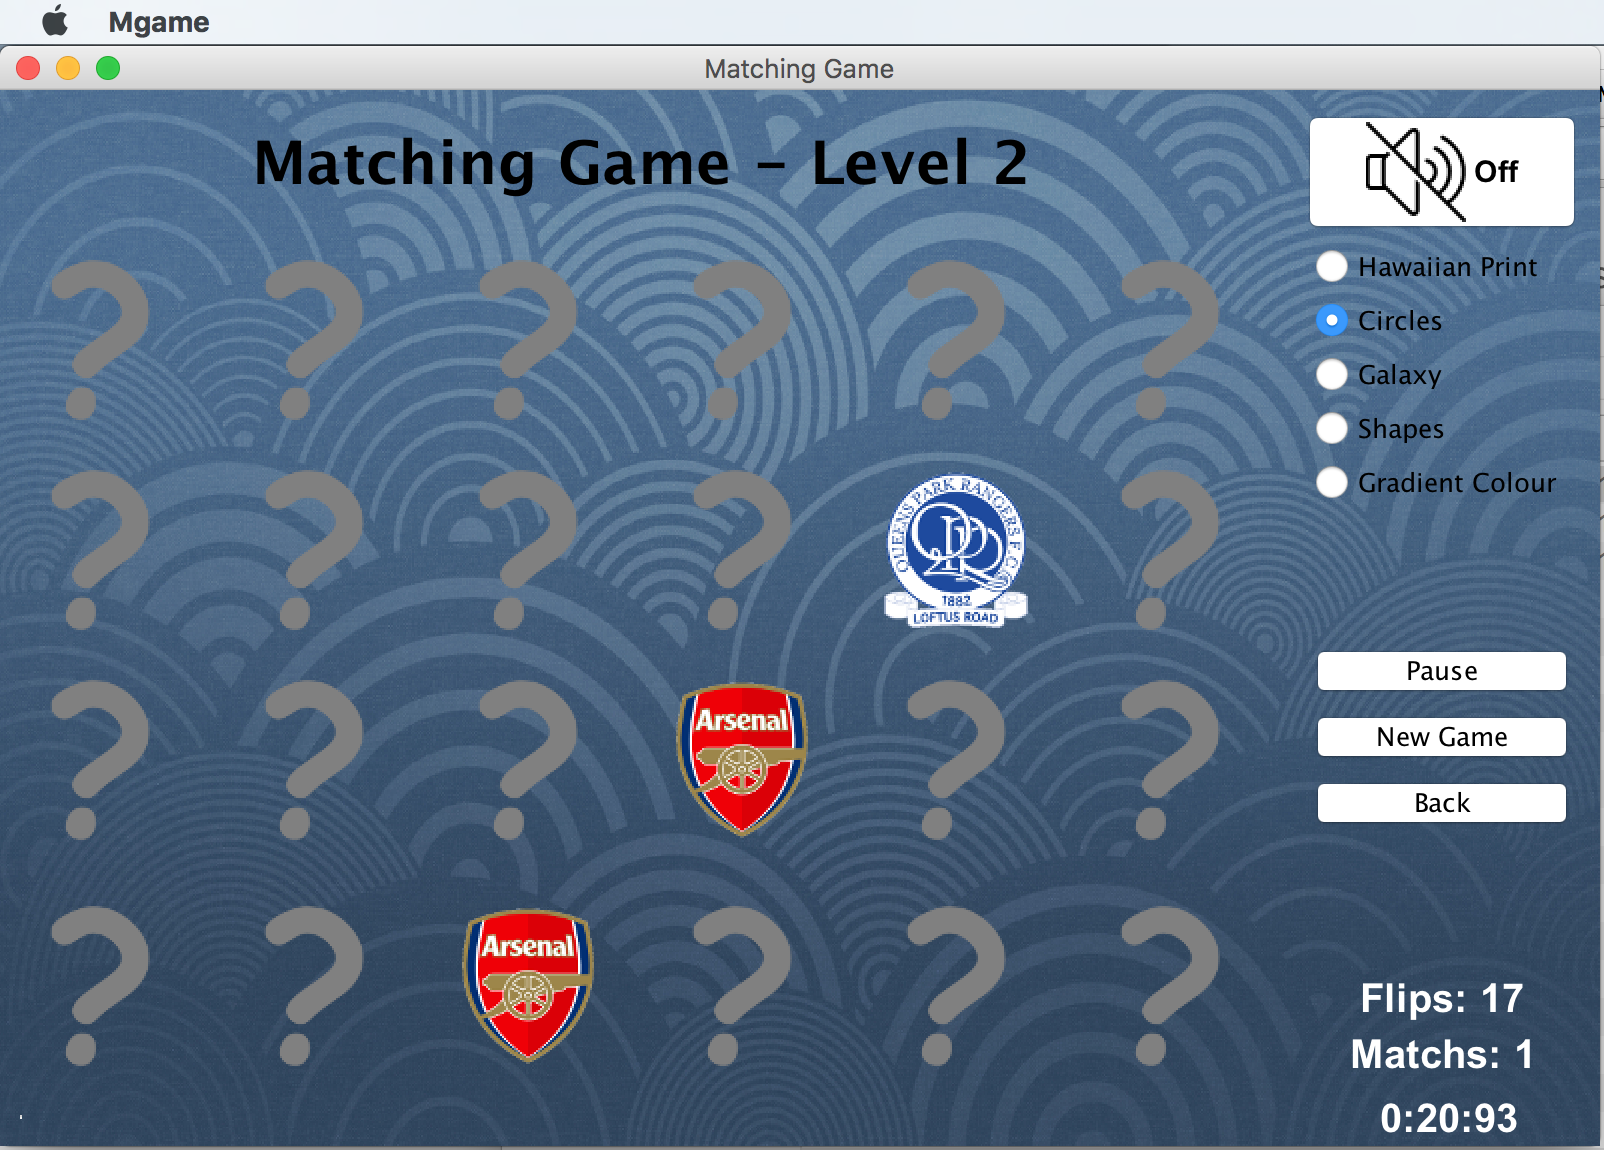 Mgame
Matching Game
Matching Game - Level 2
Off
Hawaiian Print
Circles
Galaxy
Shapes
Gradient Colour
? ? ? ? ? ?
? ? ? ?
QUEENS PARK RANGERS F.C.
QPR
1882
LOFTUS ROAD
?
? ? ?
Arsenal
? ?
? ?
Arsenal
? ? ?
Pause
New Game
Back
Flips: 17
Matchs: 1
0:20:93